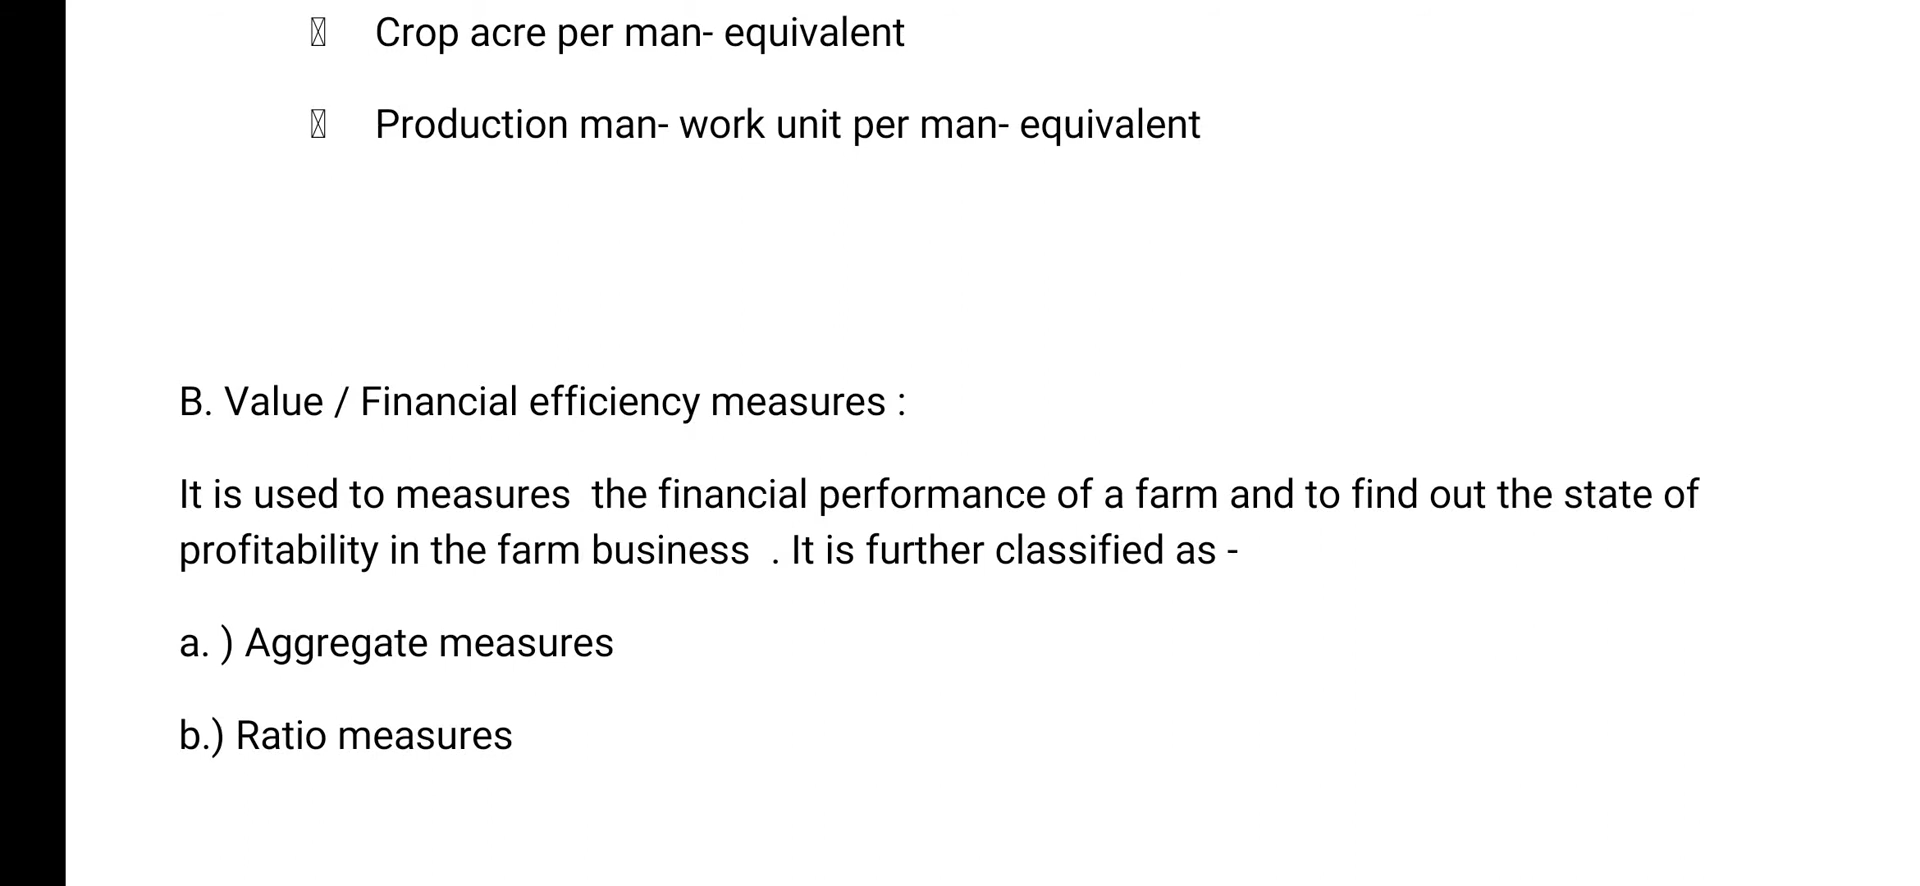 Crop acre per man- equivalent
Production man- work unit per man- equivalent
B. Value / Financial efficiency measures :
It is used to measures  the financial performance of a farm and to find out the state of
profitability in the farm business  . It is further classified as -
a. ) Aggregate measures
b.) Ratio measures